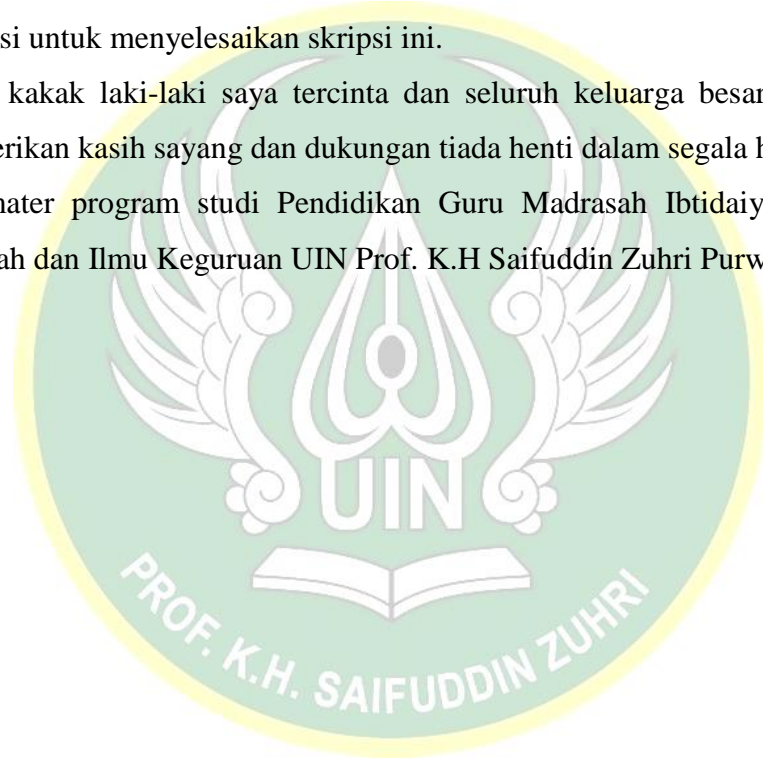 si untuk menyelesaikan skripsi ini.
kakak laki-laki saya tercinta dan seluruh keluarga besar
erikan kasih sayang dan dukungan tiada henti dalam segala h
nater program studi Pendidikan Guru Madrasah Ibtidaiy
ah dan Ilmu Keguruan UIN Prof. K.H Saifuddin Zuhri Purw
UIN
PROF. K.H. SAIFUDDIN ZUHRI